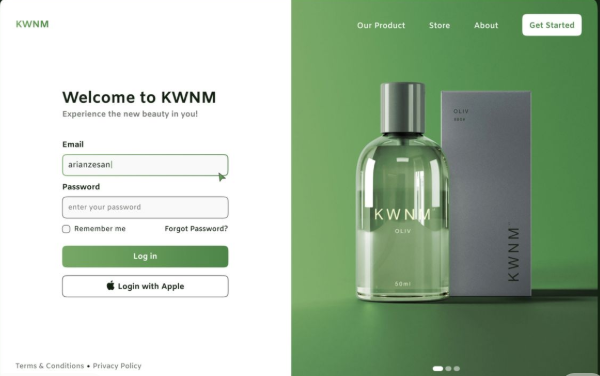 KWNM
Our Product Store About Get Started
Welcome to KWNM
Experience the new beauty in you!
Email
arianzesan
Password
enter your password
Remember me Forgot Password?
Log in
Login with Apple
Terms & Conditions • Privacy Policy
KWNM
OLIV
50ml
OLIV
KWNM